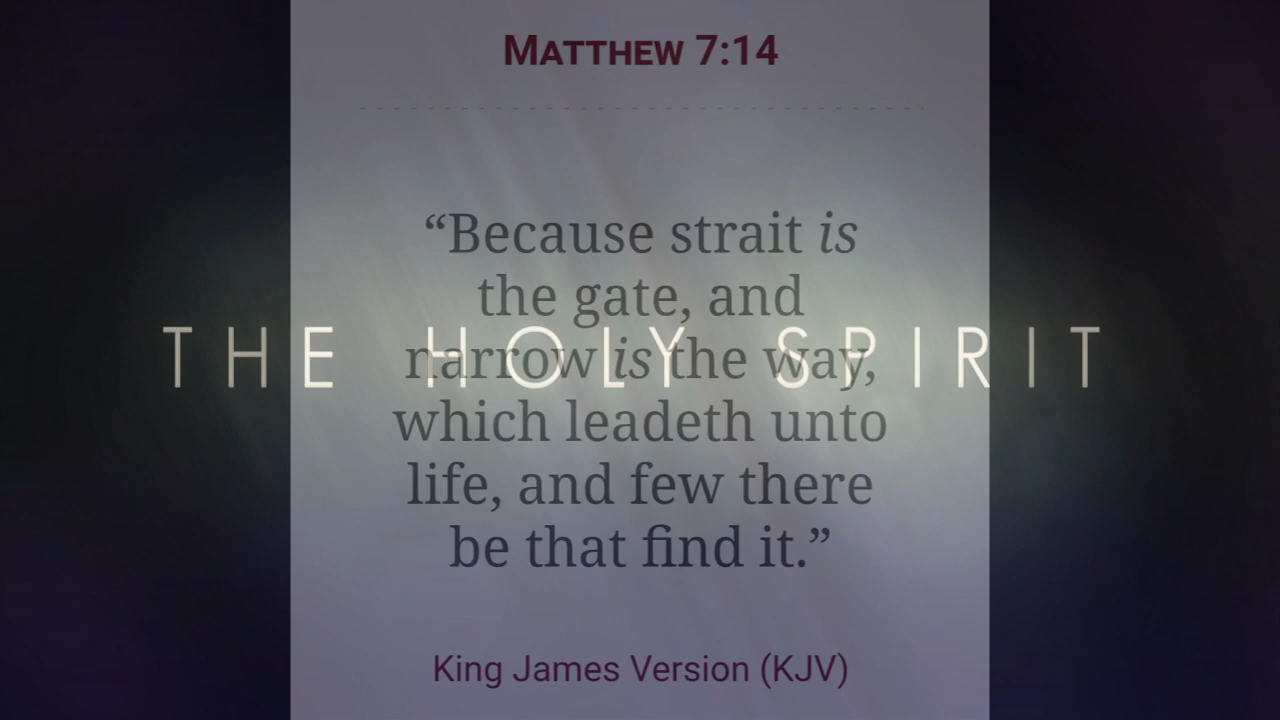 MATTHEW 7:14
“Because strait is
the gate, and
narrow is the way,
THE HOLY SPIRIT
which leadeth unto
life, and few there
be that find it.”
King James Version (KJV)